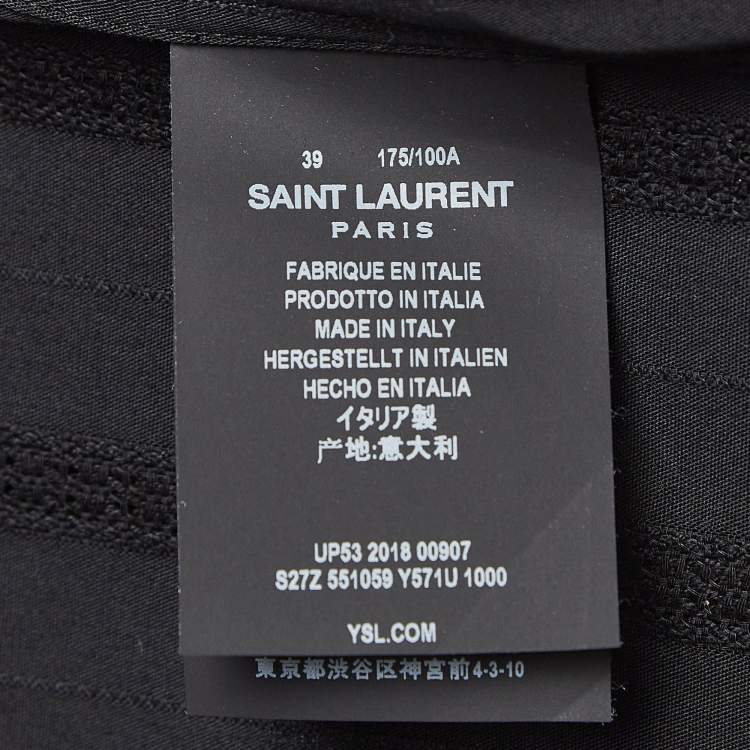 39 175/100A
SAINT LAURENT
PARIS
FABRIQUE EN ITALIE
PRODOTTO IN ITALIA
MADE IN ITALY
HERGESTELLT IN ITALIEN
HECHO EN ITALIA
イタリア製
产地:意大利
UP53 2018 00907
S27Z 551059 Y571U 1000
YSL.COM
東京都渋谷区神宮前4-3-10